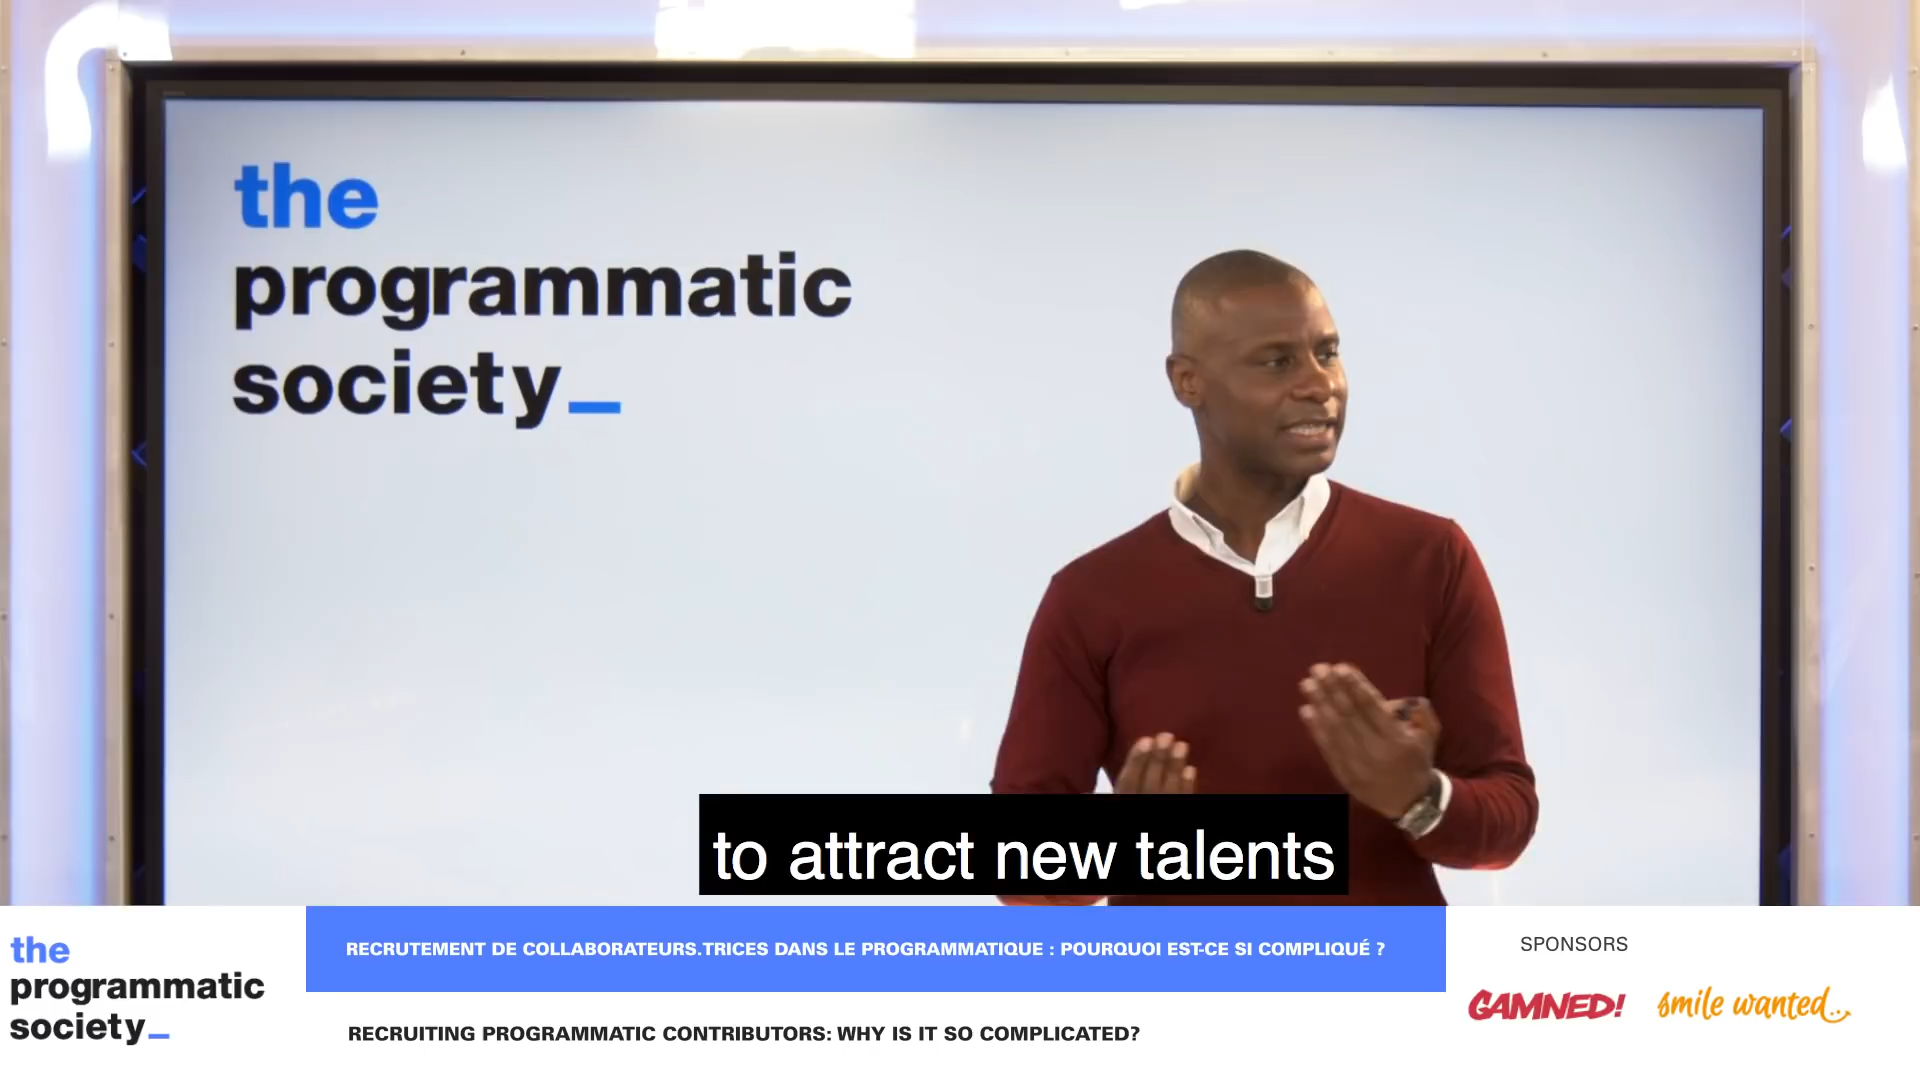 the
programmatic
society_
to attract new talents
the
programmatic
society_
RECRUTEMENT DE COLLABORATEURS.TRICES DANS LE PROGRAMMATIQUE : POURQUOI EST-CE SI COMPLIQUÉ ?
RECRUITING PROGRAMMATIC CONTRIBUTORS: WHY IS IT SO COMPLICATED?
SPONSORS
GAMNED!
smile wanted..